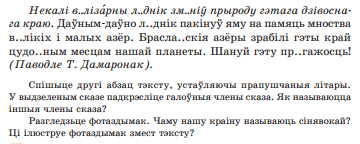 Некалі в..ліза́рны л..днік зм..ніў прыроду гэтага дзівосна-
га краю. Даўным-даўно л..днік пакінуў яму на памяць мноства
в..лікіх і малых азёр. Брасла..скія азёры зрабілі гэты край
цудо..ным месцам нашай планеты. Шануй гэту пр..гажосць!
(Паводле Т. Дамаронак).
Спішыце другі абзац тэксту, устаўляючы прапушчаныя літары.
У выдзеленым сказе падкрэсліце галоўныя члены сказа. Як называюцца
іншыя члены сказа?
Разгледзьце фотаздымак. Чаму нашу краіну называюць сінявокай?
Ці ілюструе фотаздымак змест тэксту?